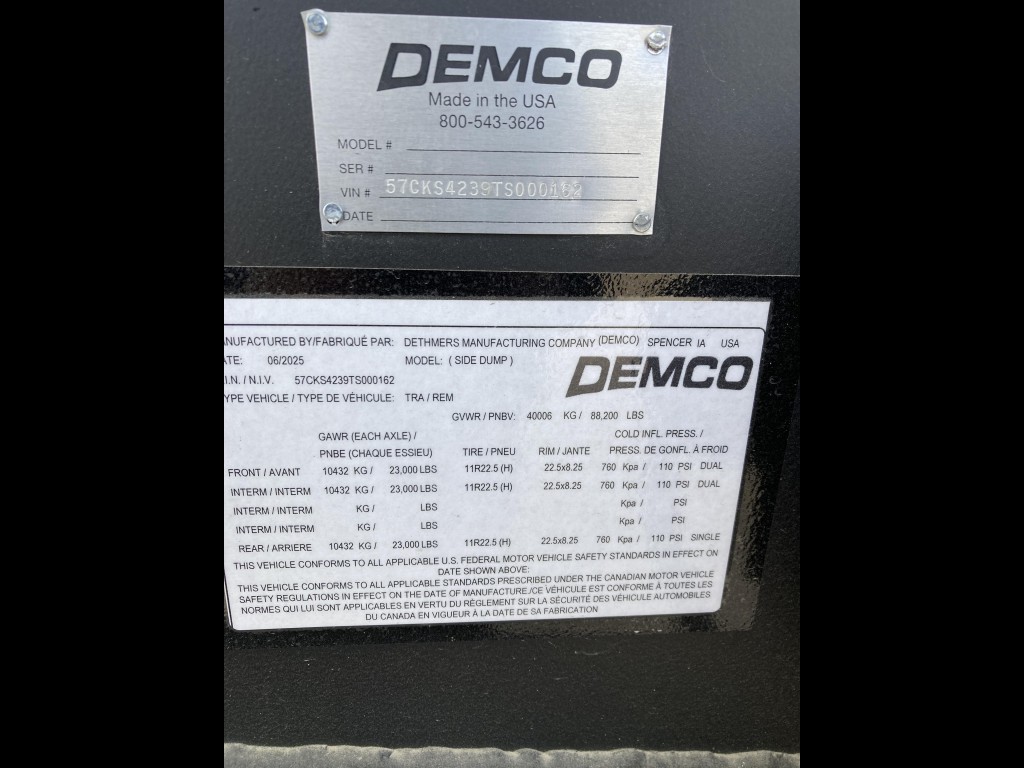 DEMCO
Made in the USA
800-543-3626
MODEL #
SER #
VIN # 57CKS4239TS000162
DATE
ANUFACTURED BY/FABRIQUÉ PAR: DETHMERS MANUFACTURING COMPANY (DEMCO) SPENCER IA USA
ATE: 06/2025 MODEL: ( SIDE DUMP )
DEMCO
.I.N. / N.I.V. 57CKS4239TS000162
YPE VEHICLE / TYPE DE VÉHICULE: TRA / REM
GVWR / PNBV: 40006 KG / 88,200 LBS
GAWR (EACH AXLE) / COLD INFL. PRESS. /
PNBE (CHAQUE ESSIEU) TIRE / PNEU RIM / JANTE PRESS. DE GONFL. À FROID
FRONT / AVANT 10432 KG / 23,000 LBS 11R22.5 (H) 22.5x8.25 760 Kpa / 110 PSI DUAL
INTERM / INTERM 10432 KG / 23,000 LBS 11R22.5 (H) 22.5x8.25 760 Kpa / 110 PSI DUAL
INTERM / INTERM KG / LBS Kpa / PSI
INTERM / INTERM KG / LBS Kpa / PSI
REAR / ARRIERE 10432 KG / 23,000 LBS 11R22.5 (H) 22.5x8.25 760 Kpa / 110 PSI SINGLE
THIS VEHICLE CONFORMS TO ALL APPLICABLE U.S. FEDERAL MOTOR VEHICLE SAFETY STANDARDS IN EFFECT ON
DATE SHOWN ABOVE:
THIS VEHICLE CONFORMS TO ALL APPLICABLE STANDARDS PRESCRIBED UNDER THE CANADIAN MOTOR VEHICLE
SAFETY REGULATIONS IN EFFECT ON THE DATE OF MANUFACTURE./CE VÉHICULE EST CONFORME À TOUTES LES
NORMES QUI LUI SONT APPLICABLES EN VERTU DU RÈGLEMENT SUR LA SÉCURITÉ DES VÉHICULE AUTOMOBILES
DU CANADA EN VIGUEUR À LA DATE DE SA FABRICATION